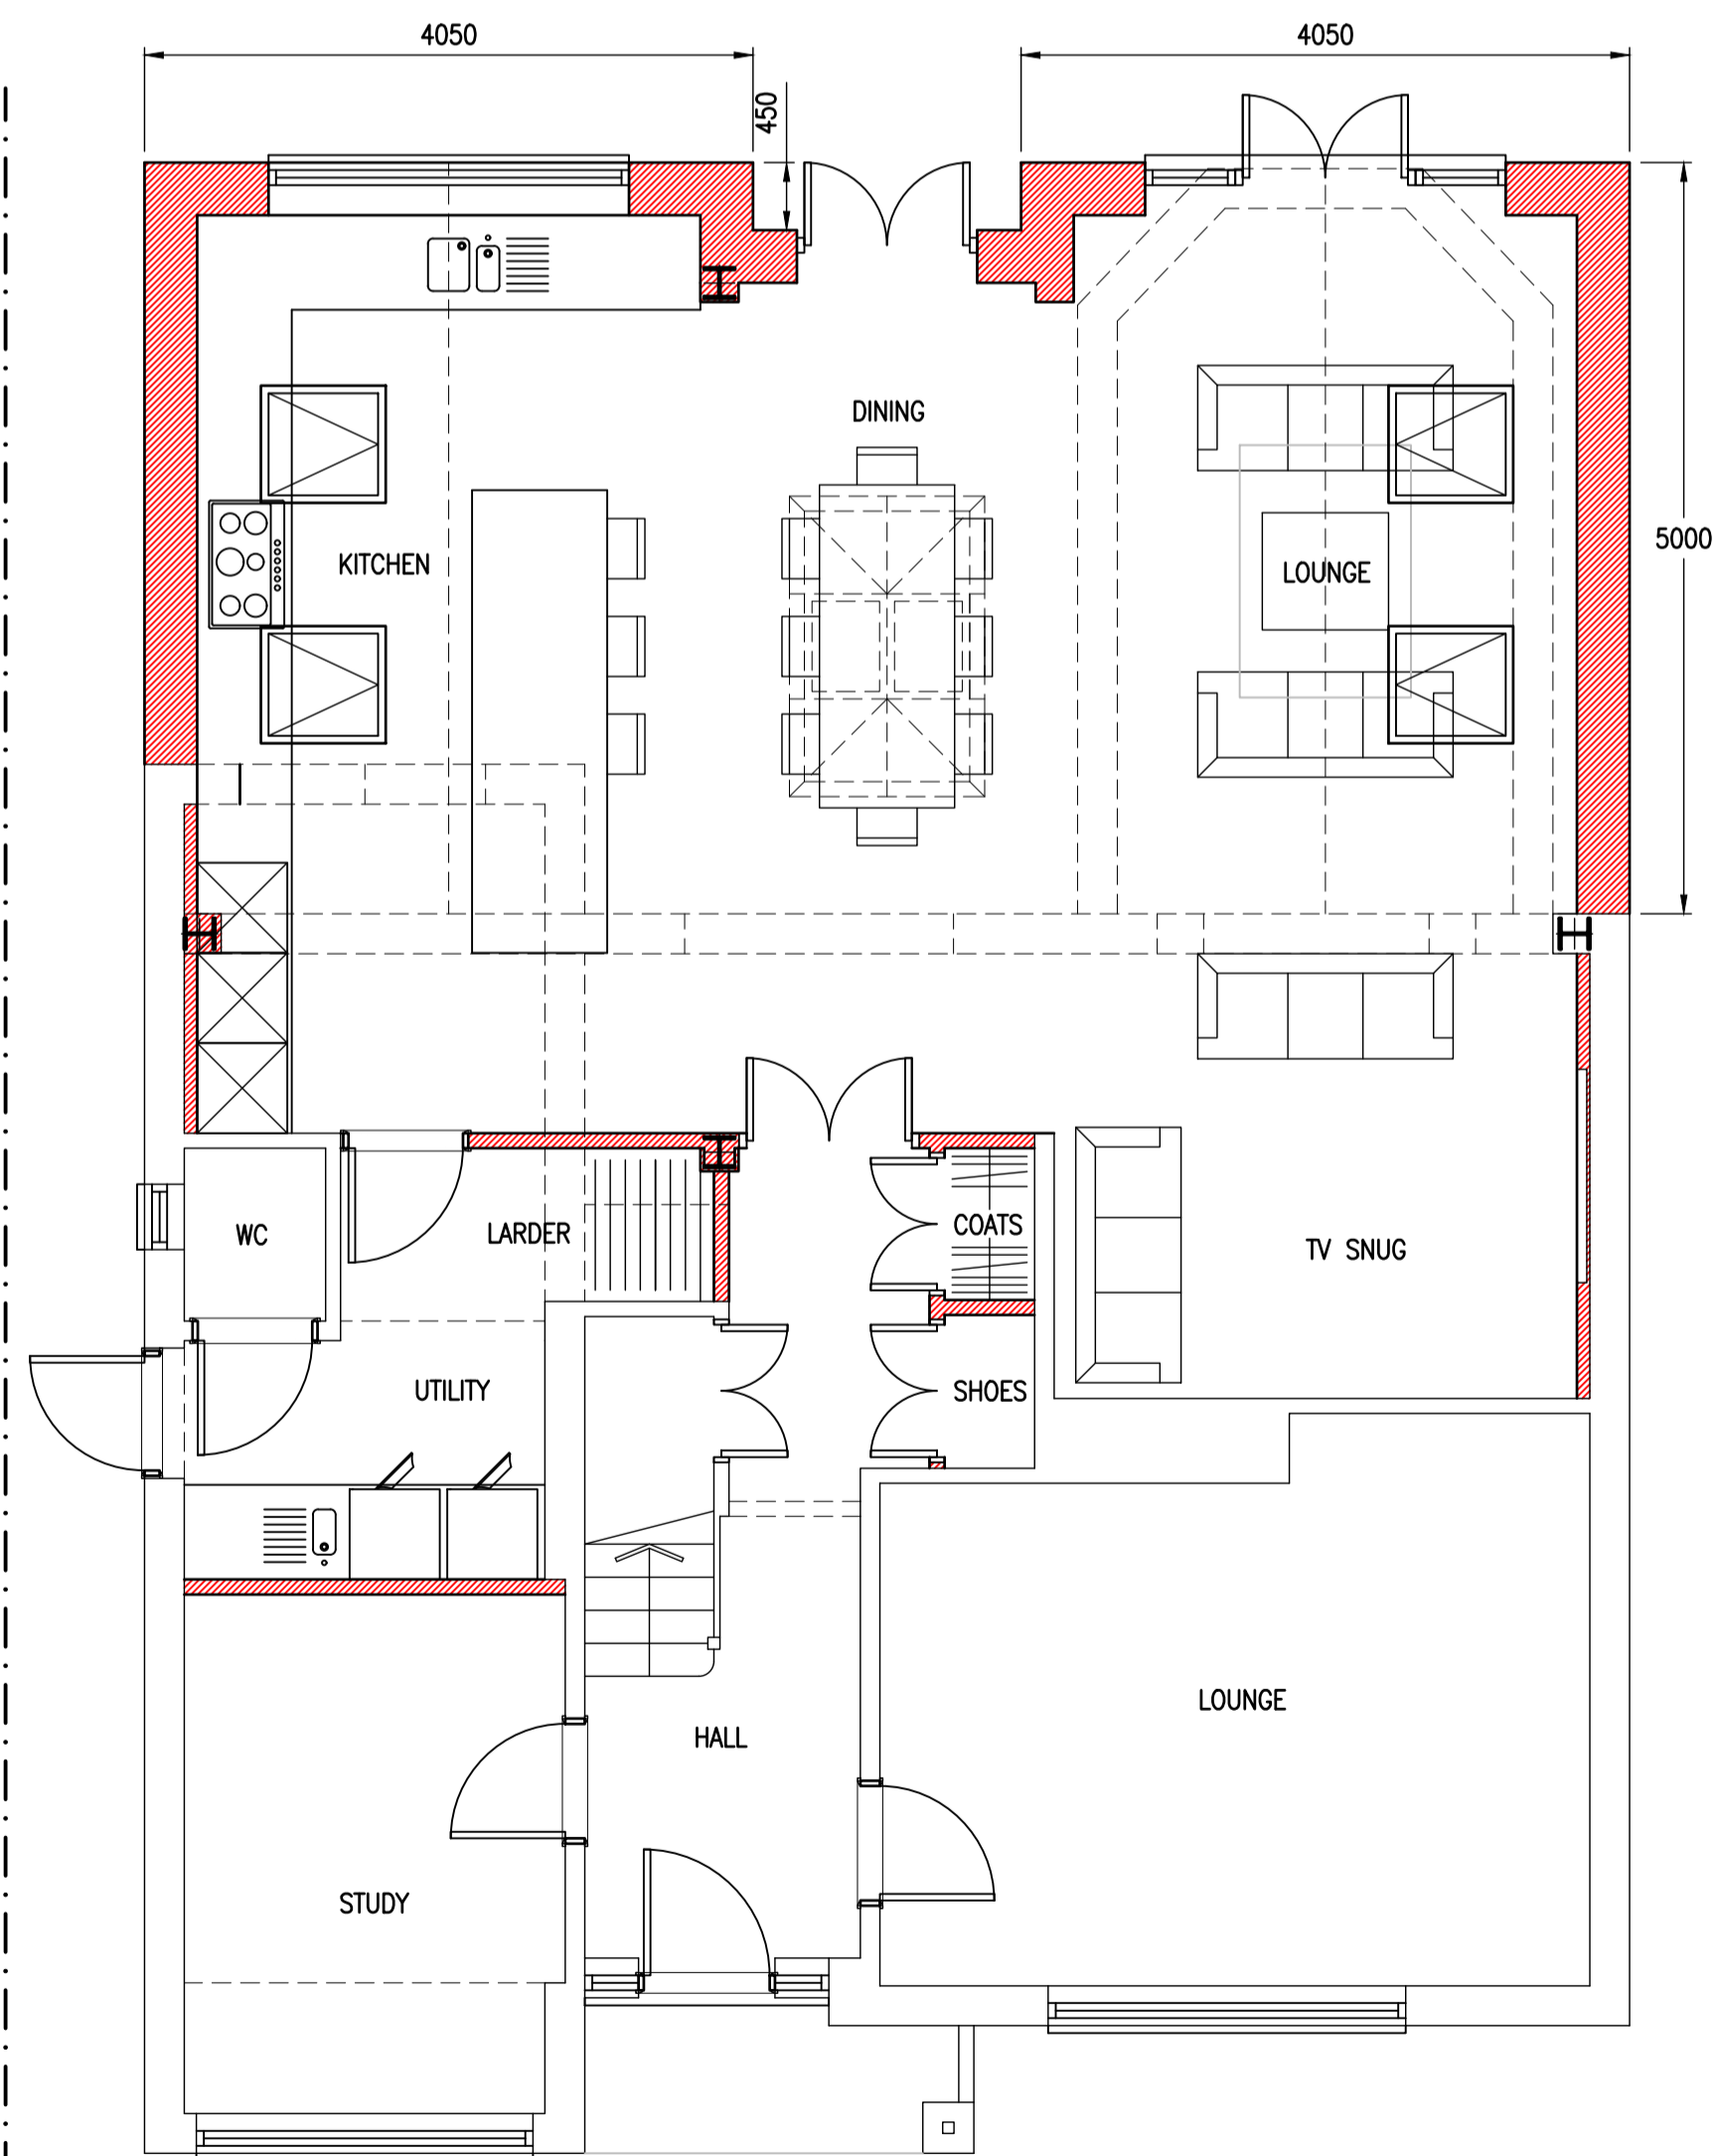 4050
4050
450
DINING
5000
KITCHEN
LOUNGE
COATS
WC
LARDER
TV SNUG
UTILITY
SHOES
LOUNGE
HALL
STUDY